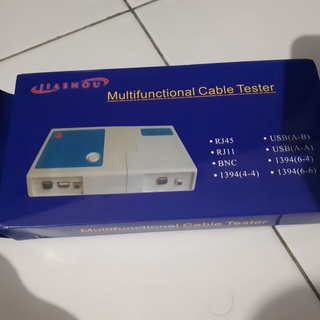 JIASHOU
Multifunctional Cable Tester
• RJ45
• RJ11
• BNC
• 1394(4-4)
• USB(A-B)
• USB(A-A)
• 1394(6-4)
• 1394(6-6)
Multifunctional Cable Tester